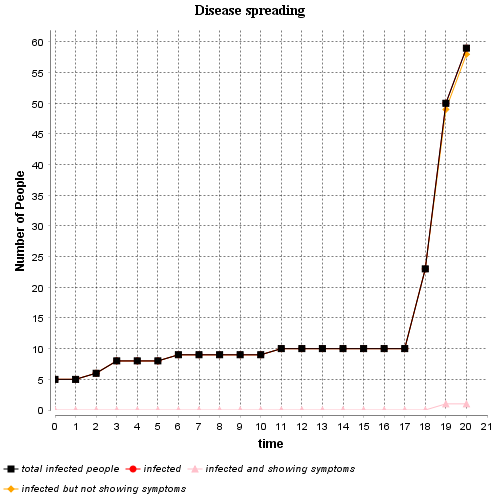 Disease spreading
Number of People
60
55
50
45
40
35
30
25
20
15
10
5
0
0 1 2 3 4 5 6 7 8 9 10 11 12 13 14 15 16 17 18 19 20 21
time
total infected people infected infected and showing symptoms
infected but not showing symptoms